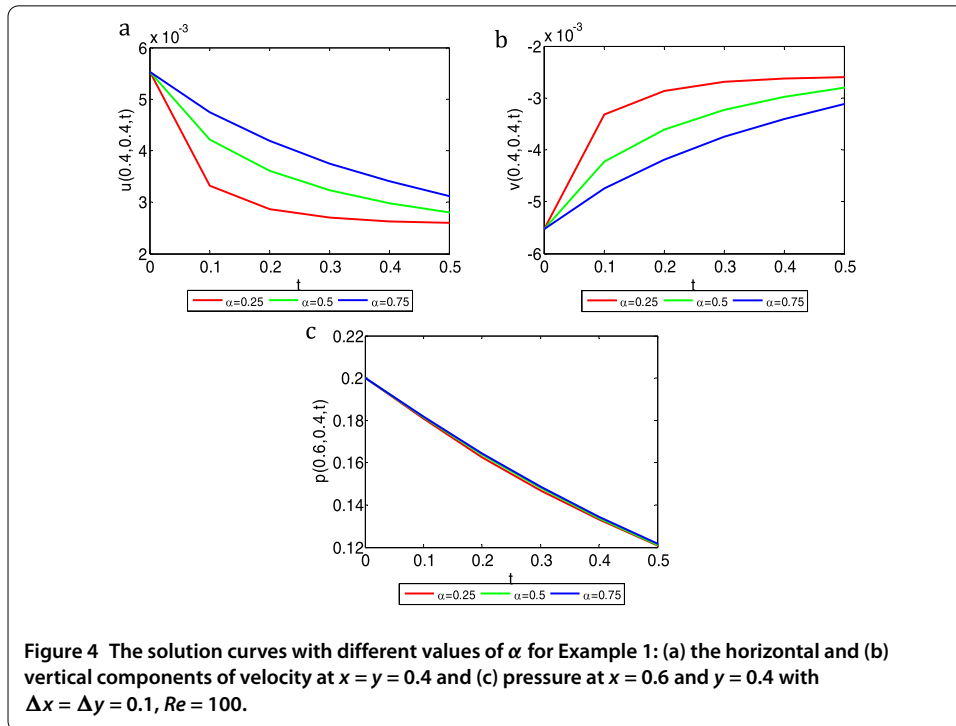 a
x 10⁻³
6
5
4
3
2
u(0.4,0.4,t)
0 0.1 0.2 0.3 0.4 0.5
t
α=0.25 α=0.5 α=0.75
b
x 10⁻³
-2
-3
-4
-5
-6
v(0.4,0.4,t)
0 0.1 0.2 0.3 0.4 0.5
t
α=0.25 α=0.5 α=0.75
c
0.22
0.2
0.18
0.16
0.14
0.12
p(0.6,0.4,t)
0 0.1 0.2 0.3 0.4 0.5
t
α=0.25 α=0.5 α=0.75
Figure 4 The solution curves with different values of α for Example 1: (a) the horizontal and (b)
vertical components of velocity at x = y = 0.4 and (c) pressure at x = 0.6 and y = 0.4 with
Δx = Δy = 0.1, Re = 100.